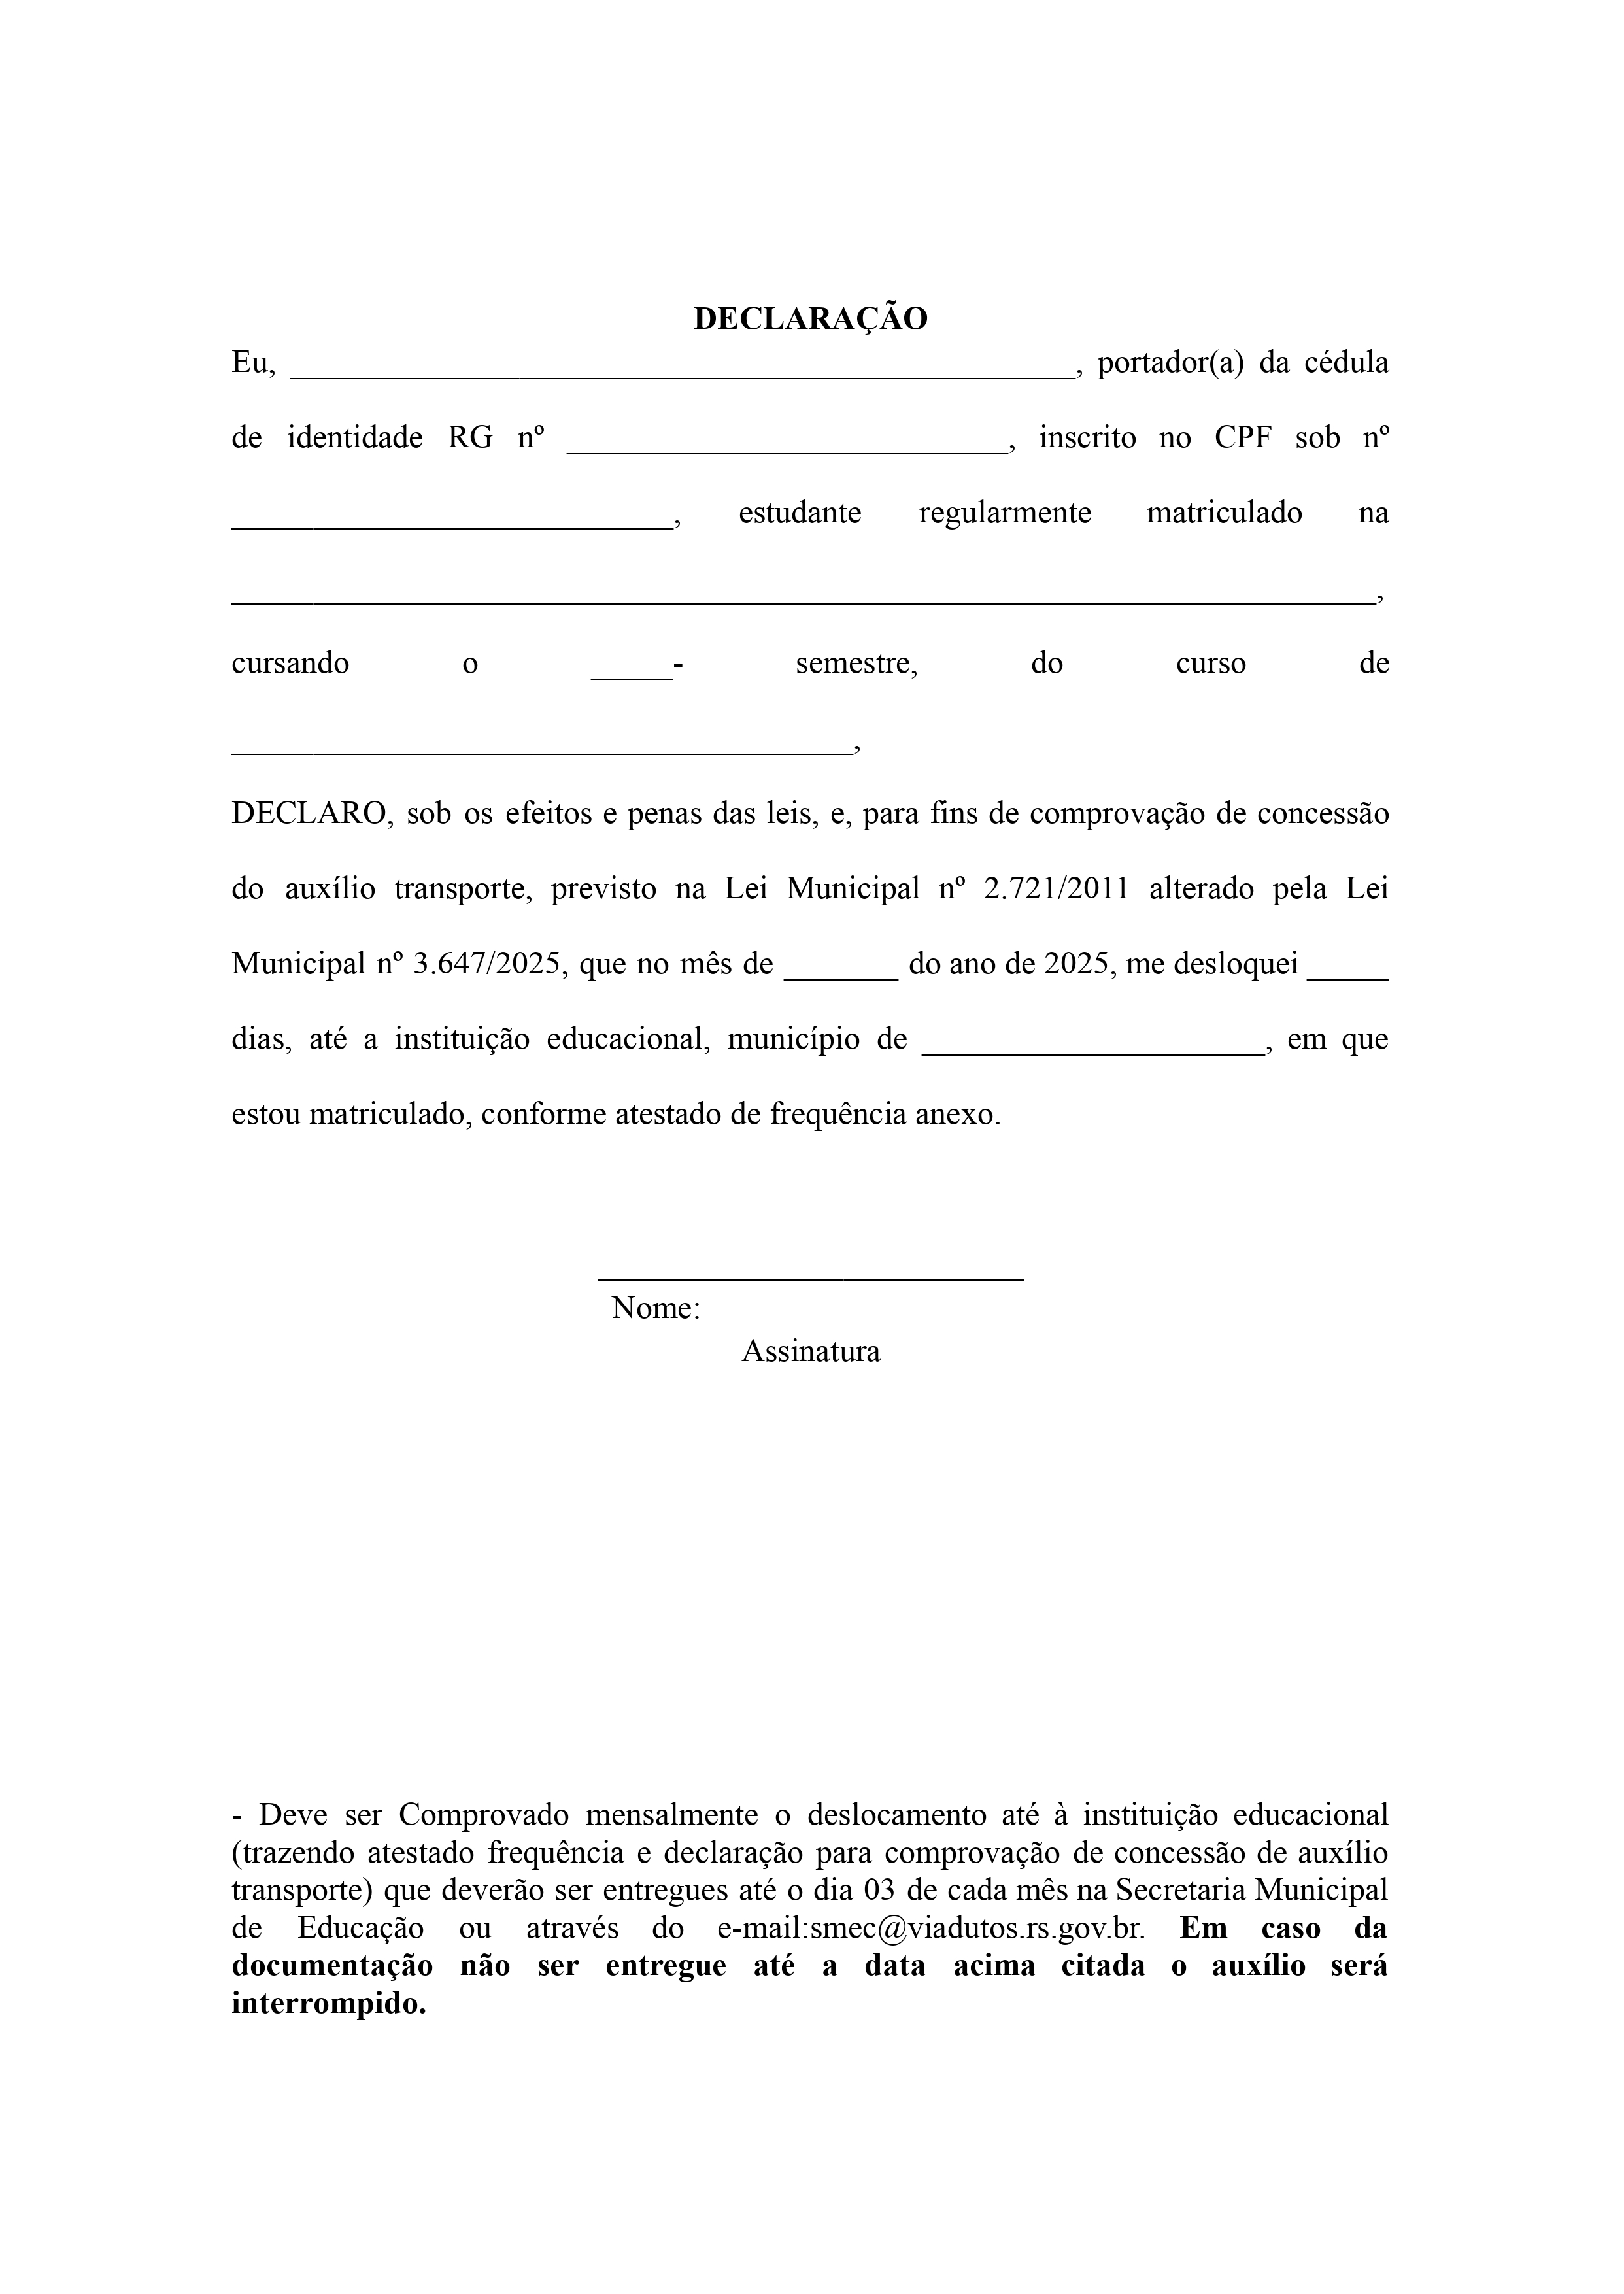 DECLARAÇÃO
Eu, ________________________________________________, portador(a) da cédula
de identidade RG nº ___________________________, inscrito no CPF sob nº
___________________________, estudante regularmente matriculado na
______________________________________________________________________,
cursando o _____- semestre, do curso de
______________________________________,
DECLARO, sob os efeitos e penas das leis, e, para fins de comprovação de concessão
do auxílio transporte, previsto na Lei Municipal nº 2.721/2011 alterado pela Lei
Municipal nº 3.647/2025, que no mês de _______ do ano de 2025, me desloquei _____
dias, até a instituição educacional, município de _____________________, em que
estou matriculado, conforme atestado de frequência anexo.
__________________________
Nome:
Assinatura
- Deve ser Comprovado mensalmente o deslocamento até à instituição educacional
(trazendo atestado frequência e declaração para comprovação de concessão de auxílio
transporte) que deverão ser entregues até o dia 03 de cada mês na Secretaria Municipal
de Educação ou através do e-mail:smec@viadutos.rs.gov.br. Em caso da
documentação não ser entregue até a data acima citada o auxílio será
interrompido.